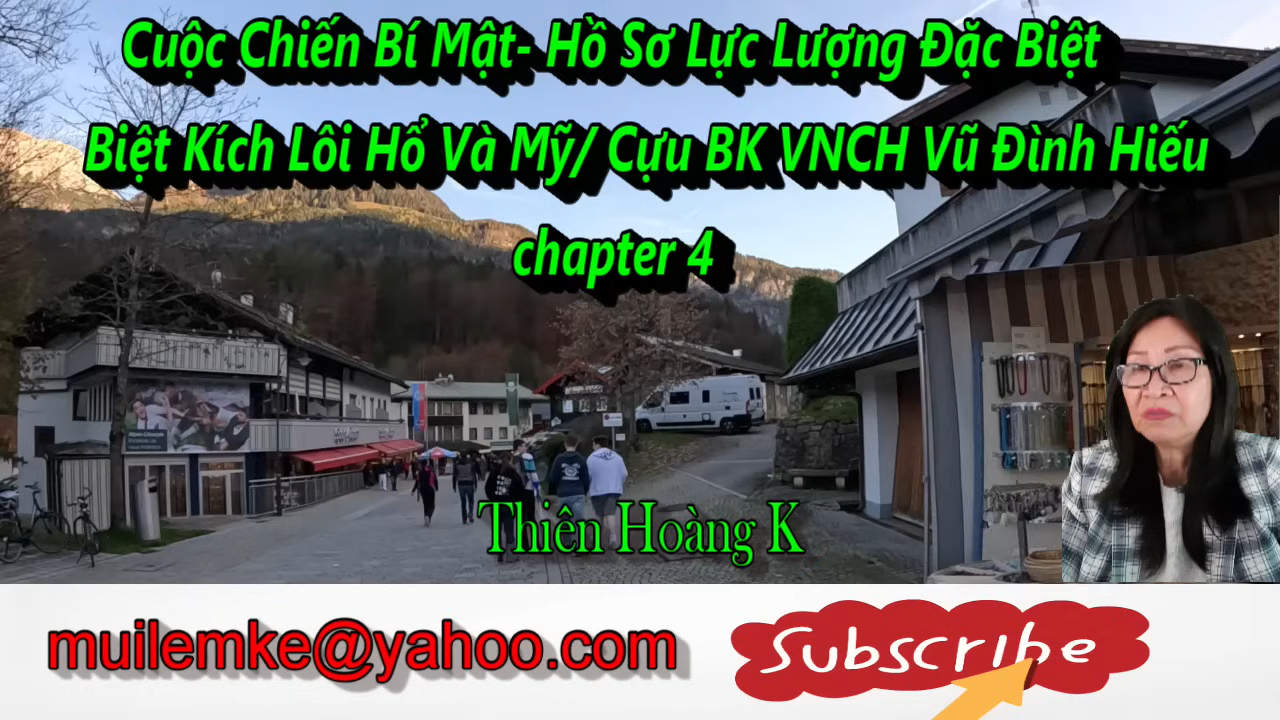 Cuộc Chiến Bí Mật- Hồ Sơ Lực Lượng Đặc Biệt
Biệt Kích Lôi Hổ Và Mỹ/ Cựu BK VNCH Vũ Đình Hiếu
chapter 4
Thiên Hoàng K
muilemke@yahoo.com
Subscribe